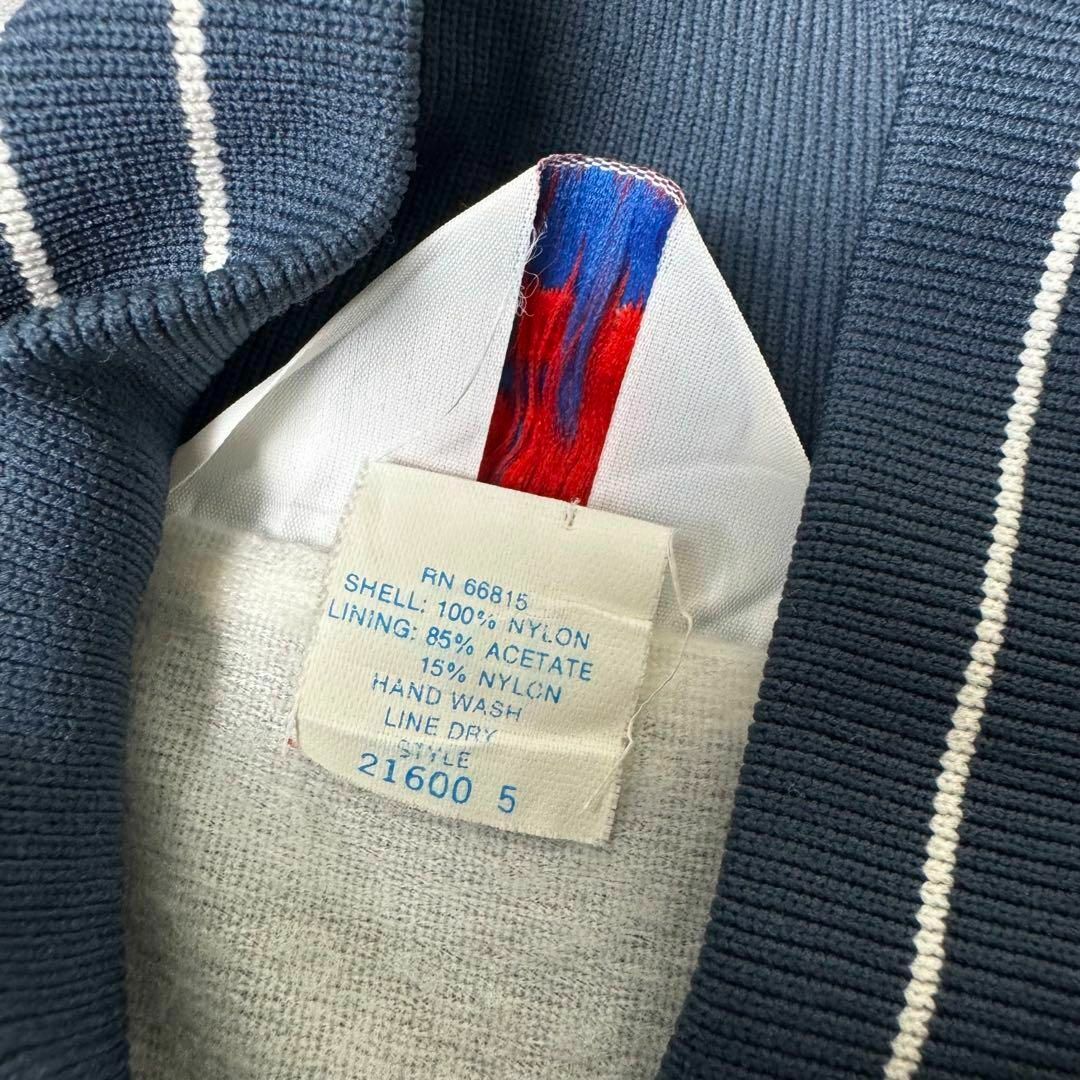 RN 66815
SHELL: 100% NYLON
LINING: 85% ACETATE
15% NYLON
HAND WASH
LINE DRY
STYLE
21600 5